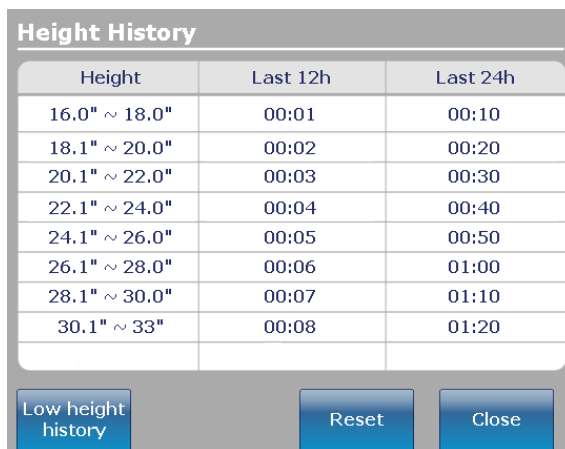 Height History
Height Last 12h Last 24h
16.0" ~ 18.0" 00:01 00:10
18.1" ~ 20.0" 00:02 00:20
20.1" ~ 22.0" 00:03 00:30
22.1" ~ 24.0" 00:04 00:40
24.1" ~ 26.0" 00:05 00:50
26.1" ~ 28.0" 00:06 01:00
28.1" ~ 30.0" 00:07 01:10
30.1" ~ 33" 00:08 01:20
Low height
history
Reset
Close